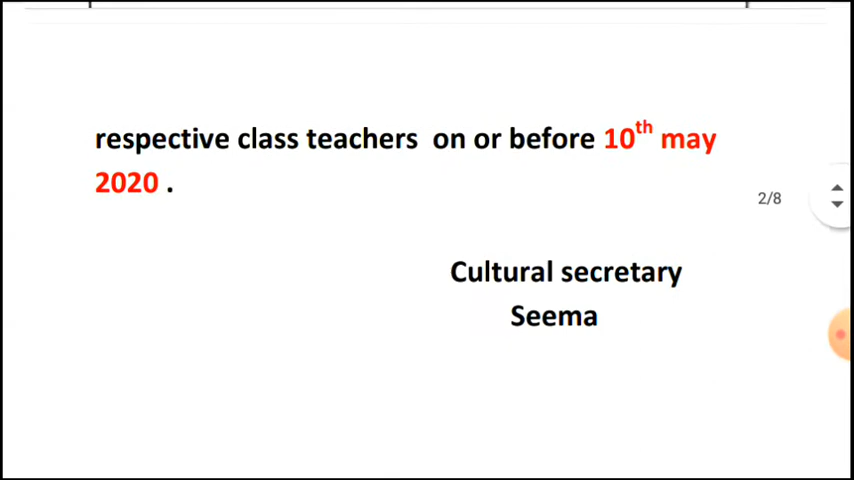 respective class teachers  on or before 10th may
2020 .
2/8
Cultural secretary
Seema